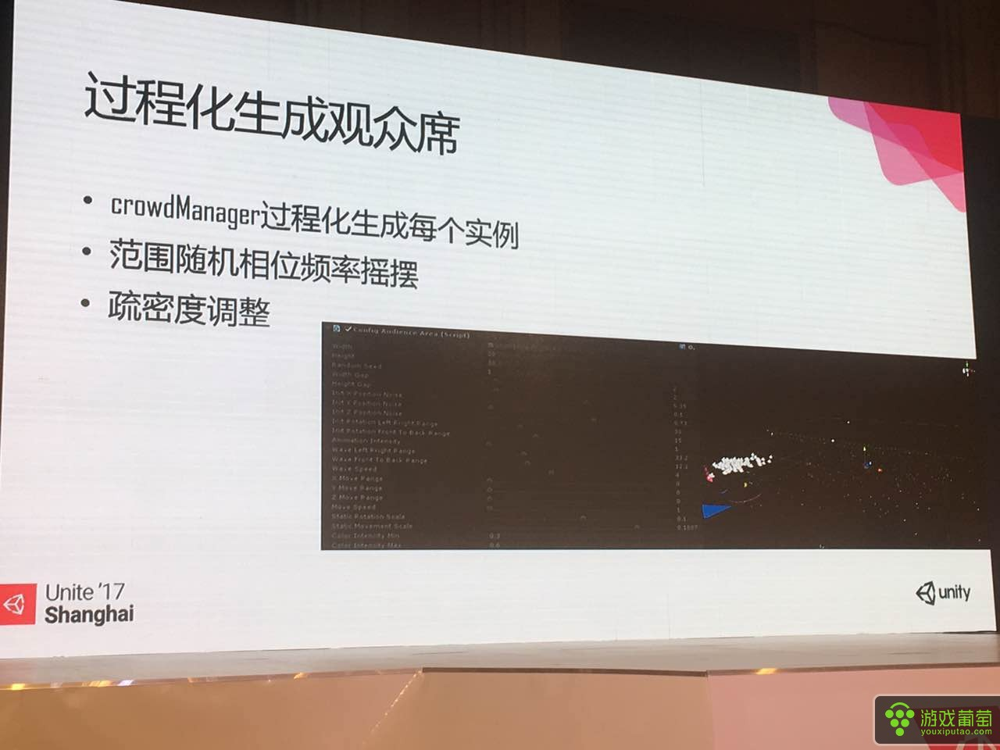 过程化生成观众席
• crowdManager过程化生成每个实例
• 范围随机相位频率摇摆
• 疏密度调整
Config Audience Area (Script)
Width
Height
Random Seed
Width Gap
Height Gap
Init X Position Noise
Init Y Position Noise
Init Z Position Noise
Init Rotation Left Right Range
Init Rotation Front To Back Range
Animation Intensity
Wave Left Right Range
Wave Front To Back Range
Wave Speed
X Move Range
Y Move Range
Z Move Range
Move Speed
Static Rotation Scale
Static Movement Scale
Color Intensity Min 0.3
Color Intensity Max 0.6
Unite '17
Shanghai
unity
游戏葡萄
youxiputao.com